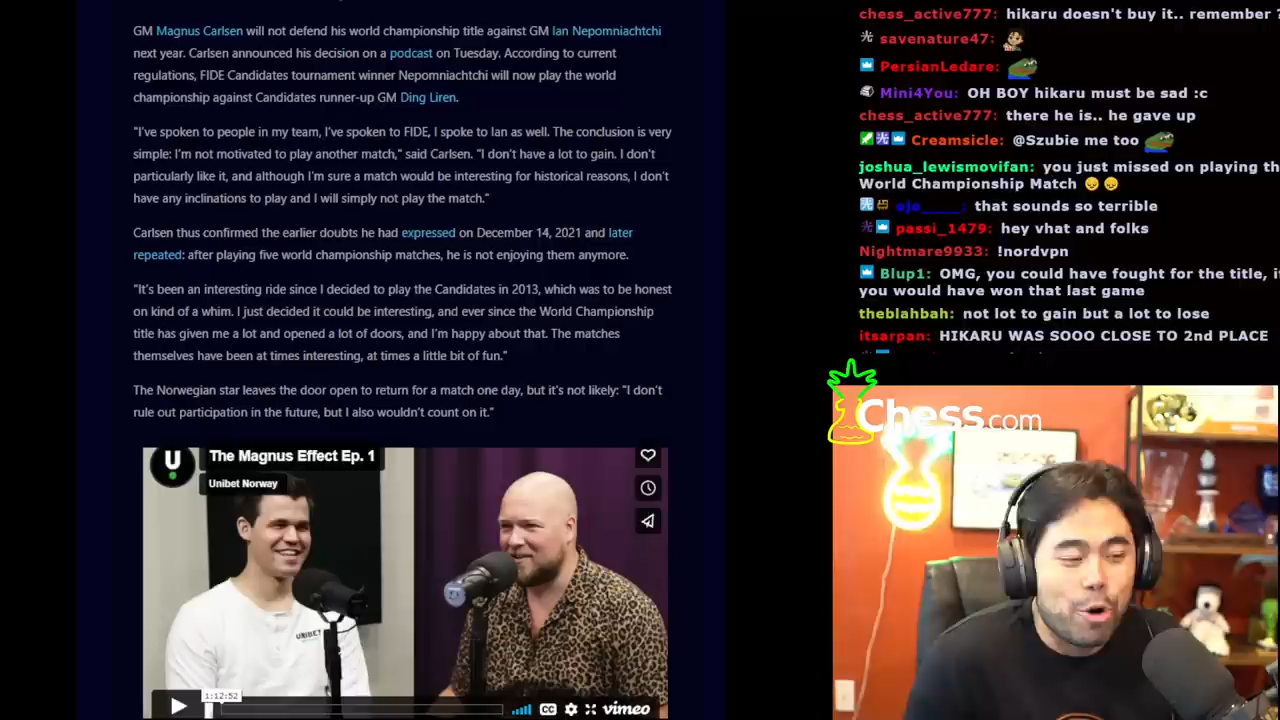 GM Magnus Carlsen will not defend his world championship title against GM Ian Nepomniachtchi
next year. Carlsen announced his decision on a podcast on Tuesday. According to current
regulations, FIDE Candidates tournament winner Nepomniachtchi will now play the world
championship against Candidates runner-up GM Ding Liren.
"I've spoken to people in my team, I've spoken to FIDE, I spoke to Ian as well. The conclusion is very
simple: I'm not motivated to play another match," said Carlsen. "I don't have a lot to gain. I don't
particularly like it, and although I'm sure a match would be interesting for historical reasons, I don't
have any inclinations to play and I will simply not play the match."
Carlsen thus confirmed the earlier doubts he had expressed on December 14, 2021 and later
repeated: after playing five world championship matches, he is not enjoying them anymore.
"It's been an interesting ride since I decided to play the Candidates in 2013, which was to be honest
on kind of a whim. I just decided it could be interesting, and ever since the World Championship
title has given me a lot and opened a lot of doors, and I'm happy about that. The matches
themselves have been at times interesting, at times a little bit of fun."
The Norwegian star leaves the door open to return for a match one day, but it's not likely: "I don't
rule out participation in the future, but I also wouldn't count on it."
U
The Magnus Effect Ep. 1
Unibet Norway
UNIBET
1:12:52
CC
vimeo
chess_active777: hikaru doesn't buy it.. remember ?
savenature47:
PersianLedare:
Mini4You: OH BOY hikaru must be sad :c
chess_active777: there he is.. he gave up
Creamsicle: @Szubie me too
joshua_lewismovifan: you just missed on playing th
World Championship Match 😞 😞
that sounds so terrible
passi_1479: hey vhat and folks
Nightmare9933: !nordvpn
Blup1: OMG, you could have fought for the title, i
you would have won that last game
theblahbah: not lot to gain but a lot to lose
itsarpan: HIKARU WAS SOOO CLOSE TO 2nd PLACE
Chess.com